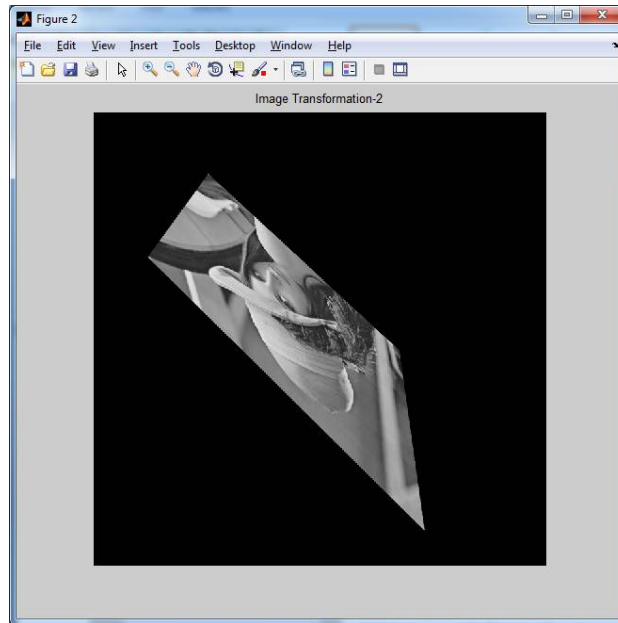 Figure 2
File Edit View Insert Tools Desktop Window Help
Image Transformation-2